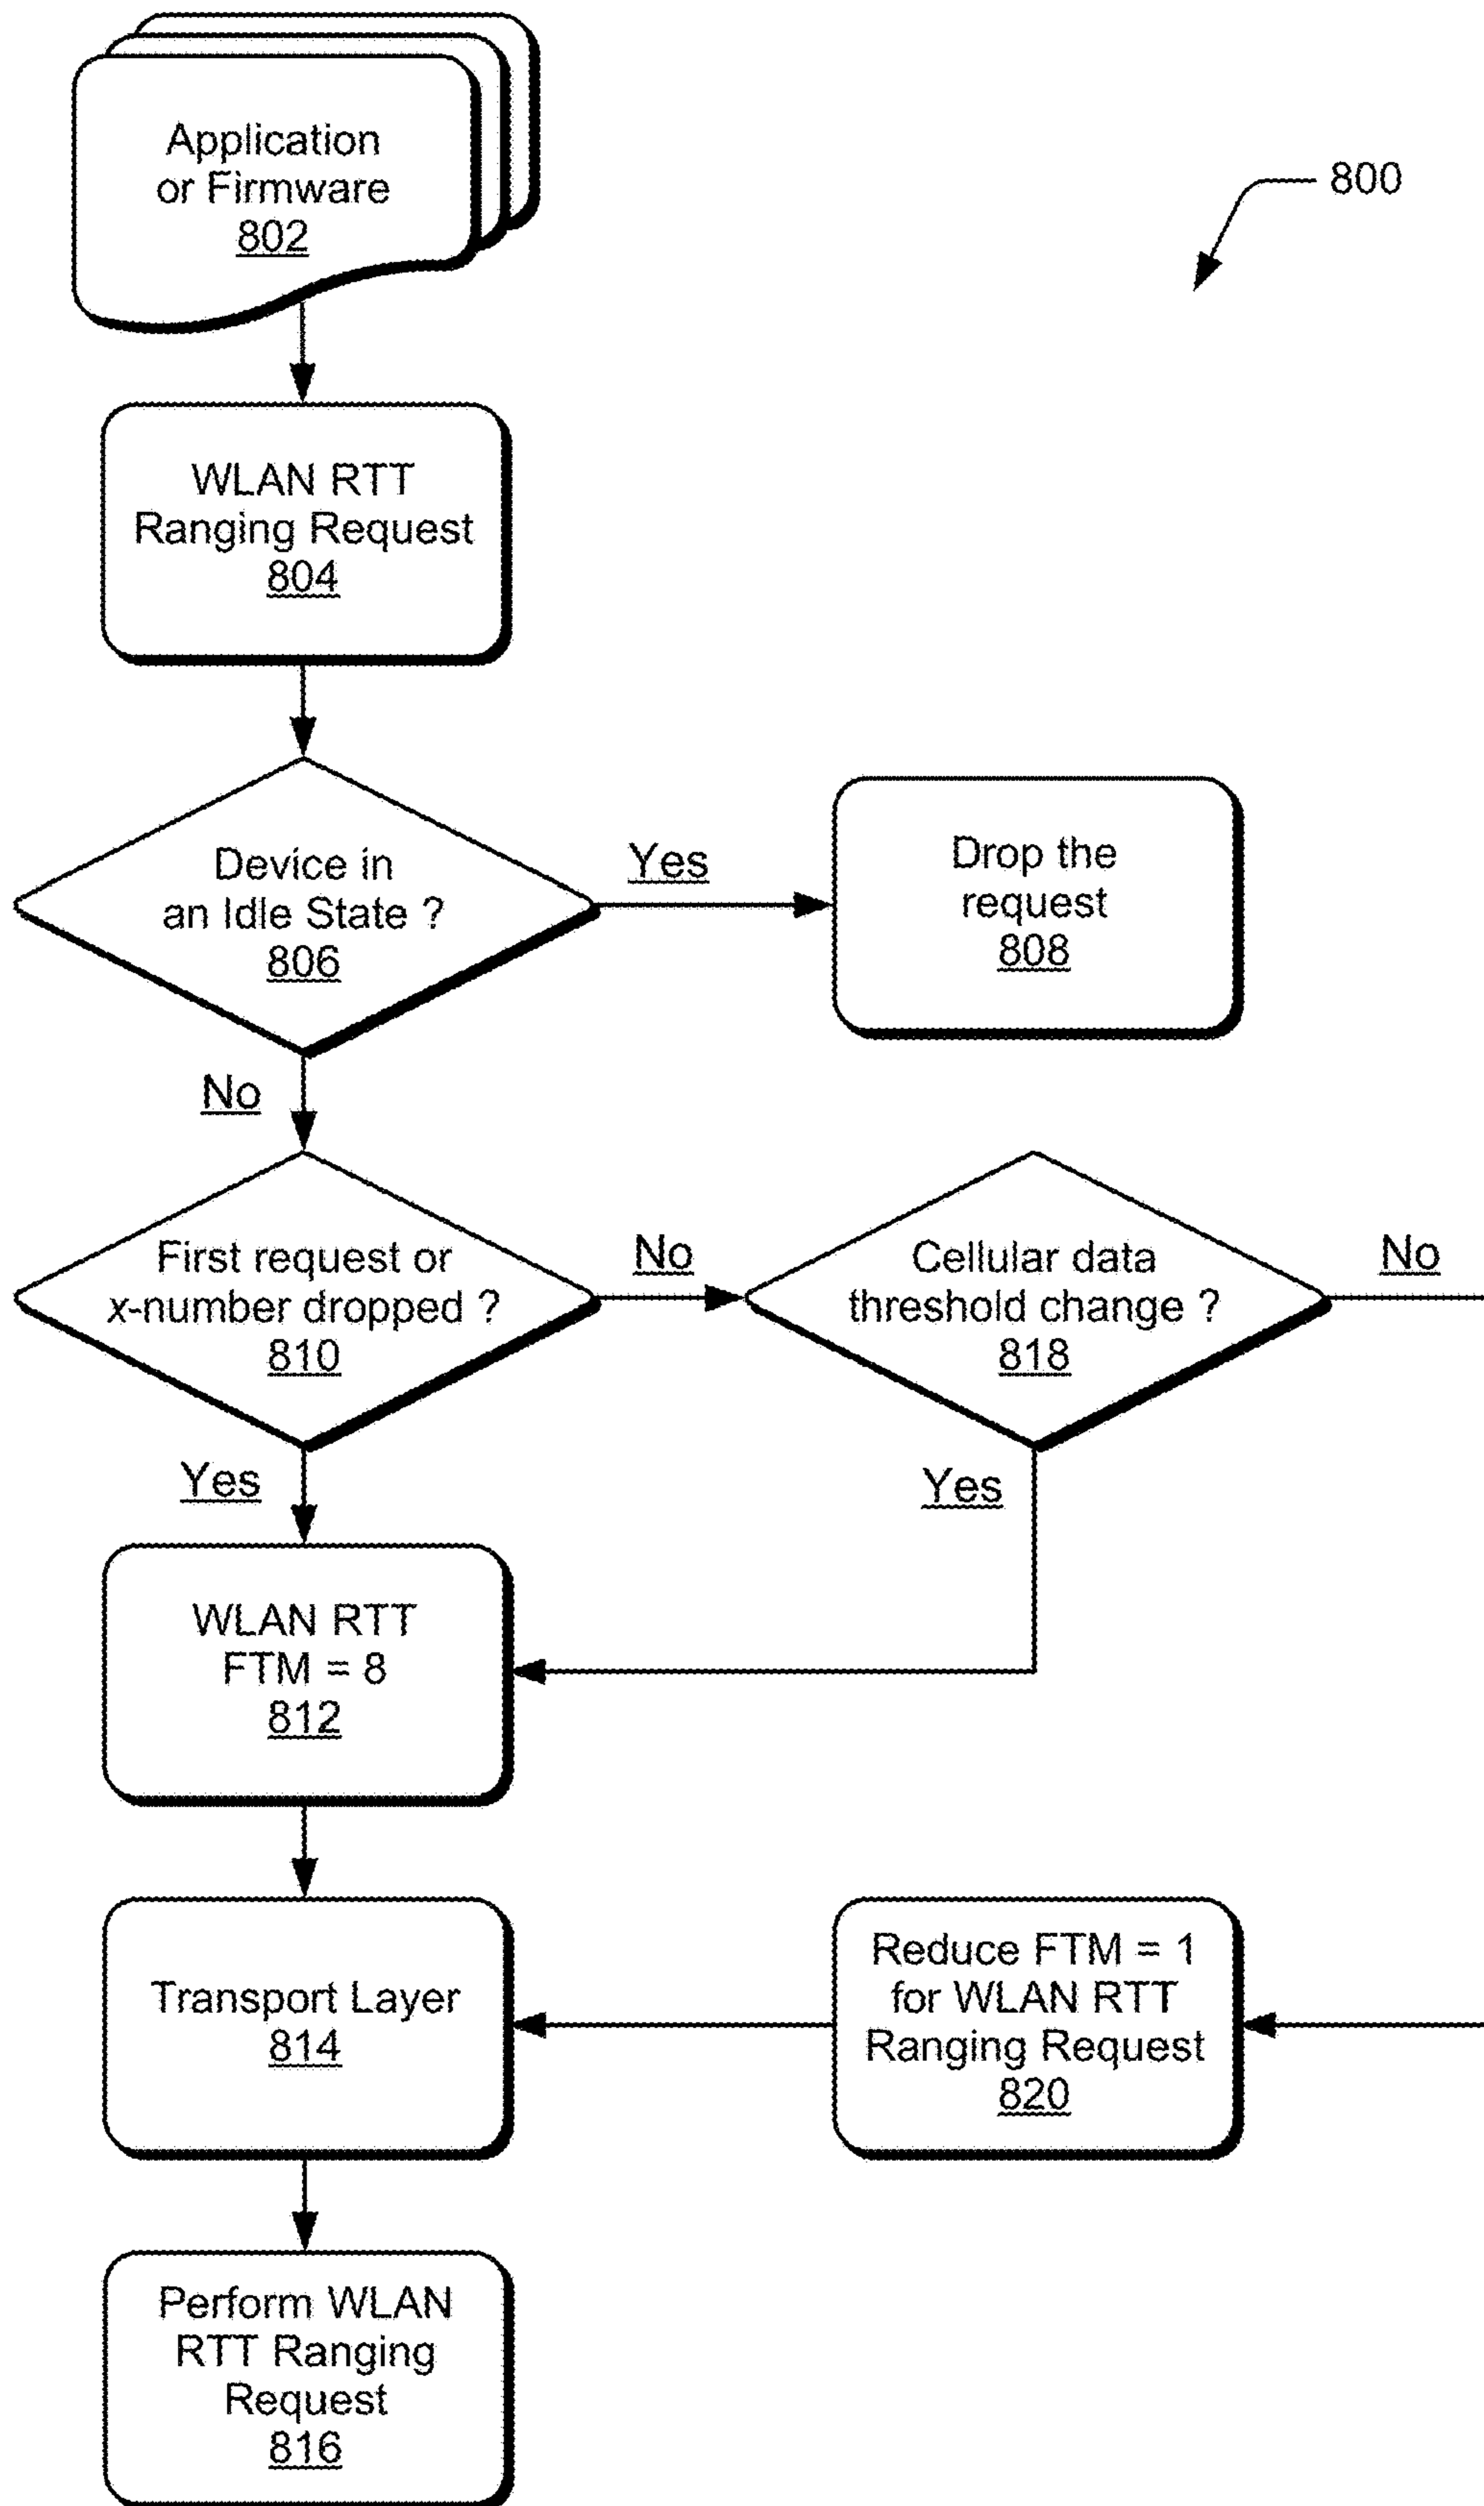 Application
or Firmware
802
800
WLAN RTT
Ranging Request
804
Device in
an Idle State ?
806
Yes
Drop the
request
808
No
First request or
x-number dropped ?
810
No
Cellular data
threshold change ?
818
No
Yes
Yes
WLAN RTT
FTM = 8
812
Transport Layer
814
Reduce FTM = 1
for WLAN RTT
Ranging Request
820
Perform WLAN
RTT Ranging
Request
816